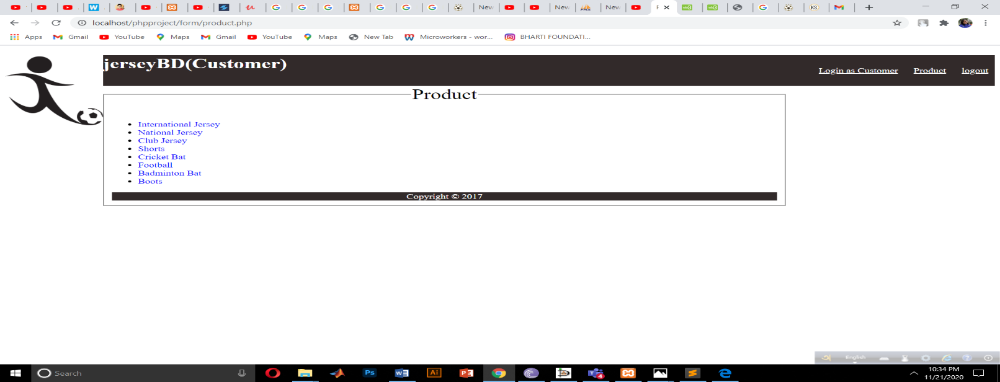 New
New
New
localhost/phpproject/form/product.php
Apps Gmail YouTube Maps Gmail YouTube Maps New Tab Microworkers - wor... BHARTI FOUNDATI...
jerseyBD(Customer)
Login as Customer Product logout
Product
International Jersey
National Jersey
Club Jersey
Shorts
Cricket Bat
Football
Badminton Bat
Boots
Copyright © 2017
English
Search
10:34 PM
11/21/2020